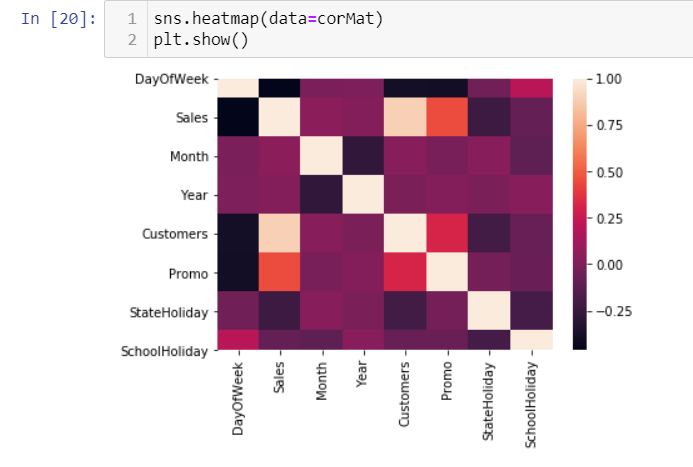 In [20]:
1 sns.heatmap(data=corMat)
2 plt.show()
DayOfWeek
Sales
Month
Year
Customers
Promo
StateHoliday
SchoolHoliday
1.00
0.75
0.50
0.25
0.00
−0.25
DayOfWeek
Sales
Month
Year
Customers
Promo
StateHoliday
SchoolHoliday